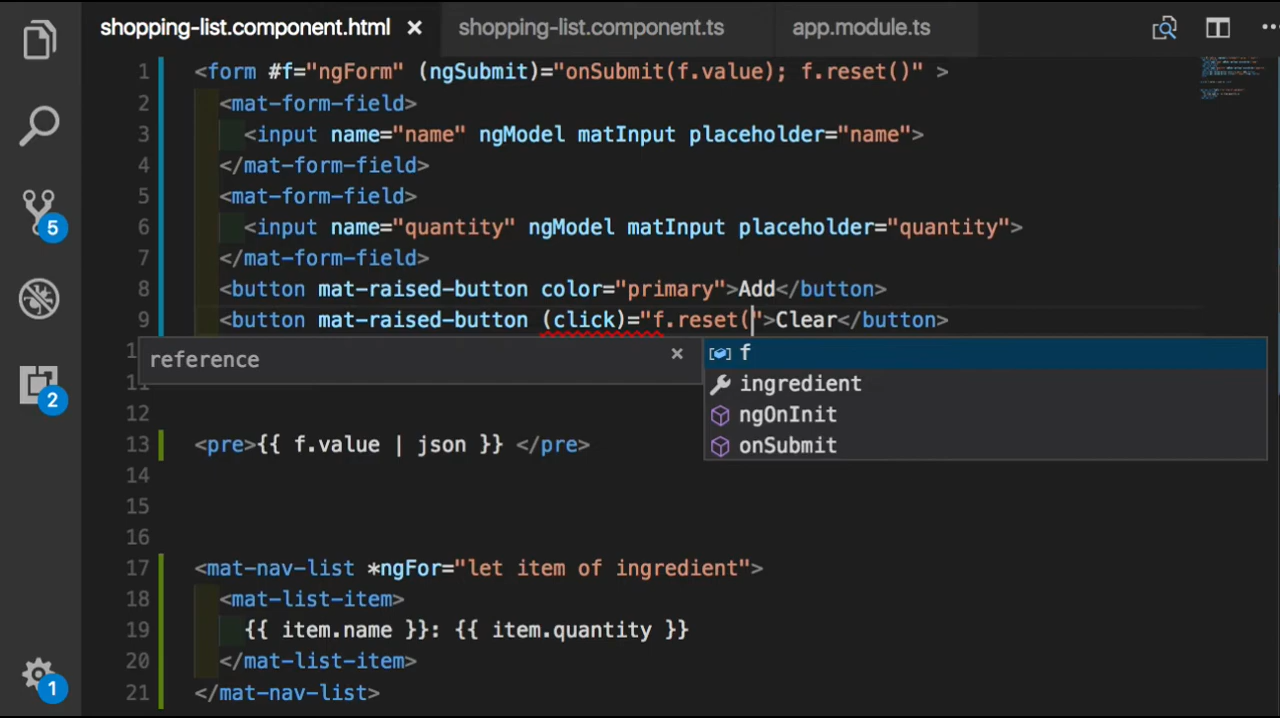 shopping-list.component.html × shopping-list.component.ts app.module.ts
1 <form #f="ngForm" (ngSubmit)="onSubmit(f.value); f.reset()" >
2 <mat-form-field>
3 <input name="name" ngModel matInput placeholder="name">
4 </mat-form-field>
5 <mat-form-field>
6 <input name="quantity" ngModel matInput placeholder="quantity">
7 </mat-form-field>
8 <button mat-raised-button color="primary">Add</button>
9 <button mat-raised-button (click)="f.reset(">Clear</button>
reference ×
f
ingredient
ngOnInit
onSubmit
12
13 <pre>{{ f.value | json }} </pre>
14
15
16
17 <mat-nav-list *ngFor="let item of ingredient">
18 <mat-list-item>
19 {{ item.name }}: {{ item.quantity }}
20 </mat-list-item>
21 </mat-nav-list>
5
2
1